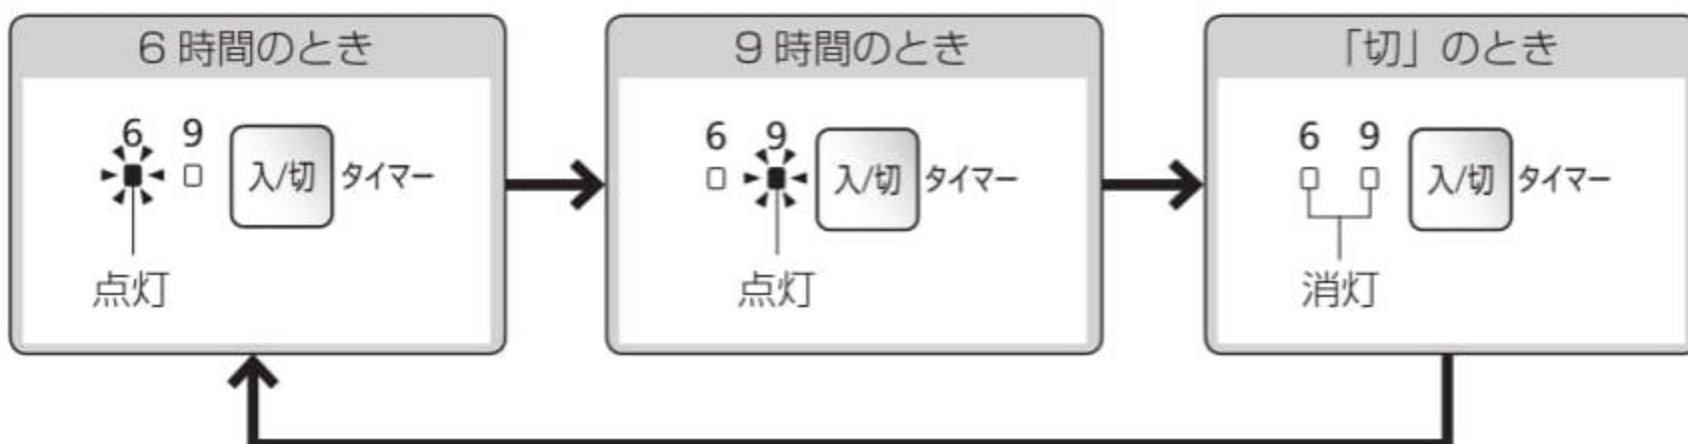 6 時間のとき
6 9
入/切 タイマー
点灯
9 時間のとき
6 9
入/切 タイマー
点灯
「切」のとき
6 9
入/切 タイマー
消灯